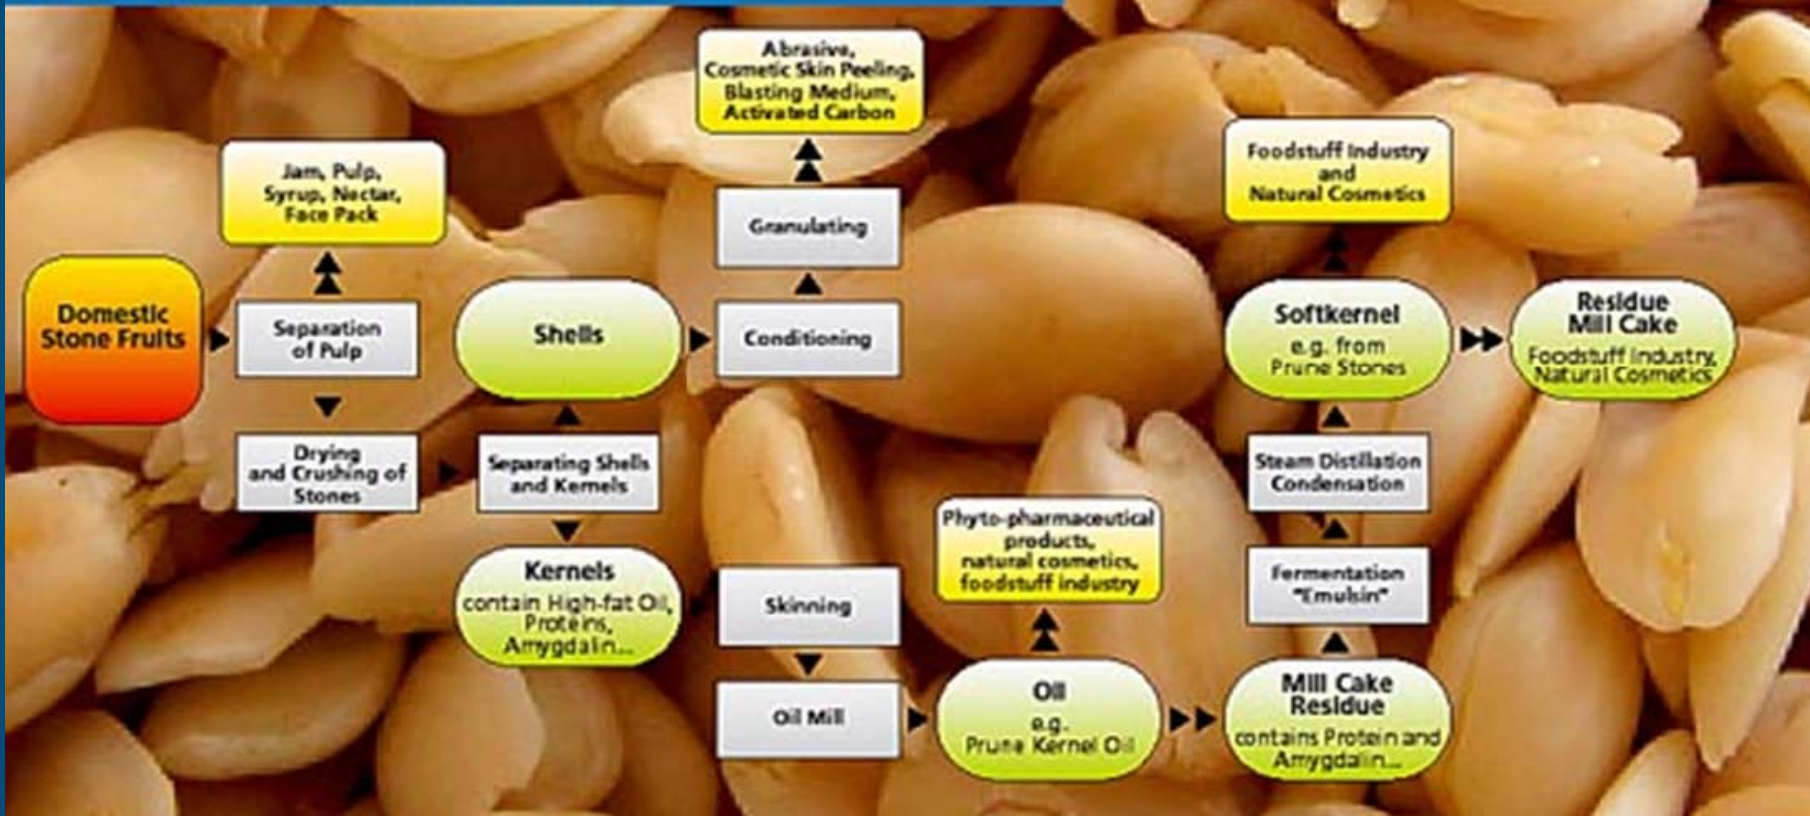 Abrasive,
Cosmetic Skin Peeling,
Blasting Medium,
Activated Carbon
Jam, Pulp,
Syrup, Nectar,
Face Pack
Foodstuff Industry
and
Natural Cosmetics
Granulating
Domestic
Stone Fruits
Separation
of Pulp
Shells
Conditioning
Softkernel
e.g. from
Prune Stones
Residue
Mill Cake
Foodstuff Industry,
Natural Cosmetics
Drying
and Crushing of
Stones
Separating Shells
and Kernels
Steam Distillation
Condensation
Phyto-pharmaceutical
products,
natural cosmetics,
foodstuff industry
Kernels
contain High-fat Oil,
Proteins,
Amygdalin...
Skinning
Fermentation
"Emulsin"
Oil Mill
Oil
e.g.
Prune Kernel Oil
Mill Cake
Residue
contains Protein and
Amygdalin...